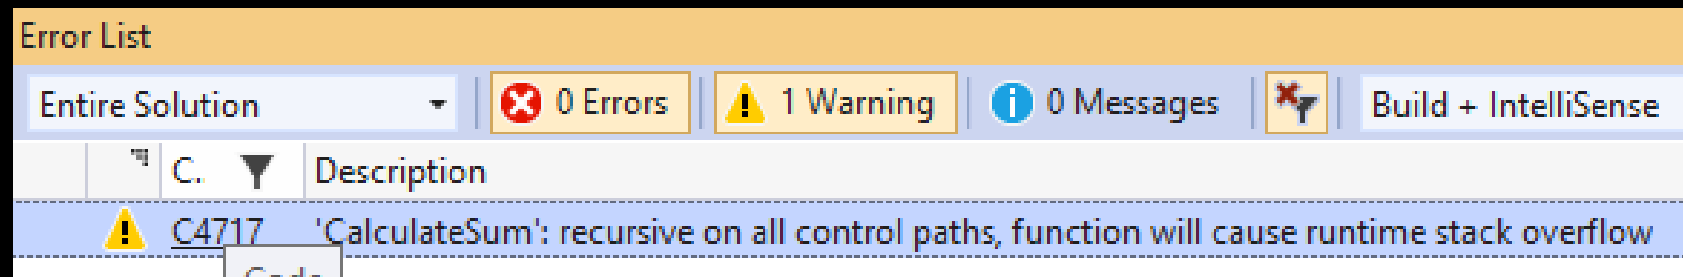 Error List
Entire Solution 0 Errors 1 Warning 0 Messages Build + IntelliSense
C. Description
C4717 'CalculateSum': recursive on all control paths, function will cause runtime stack overflow